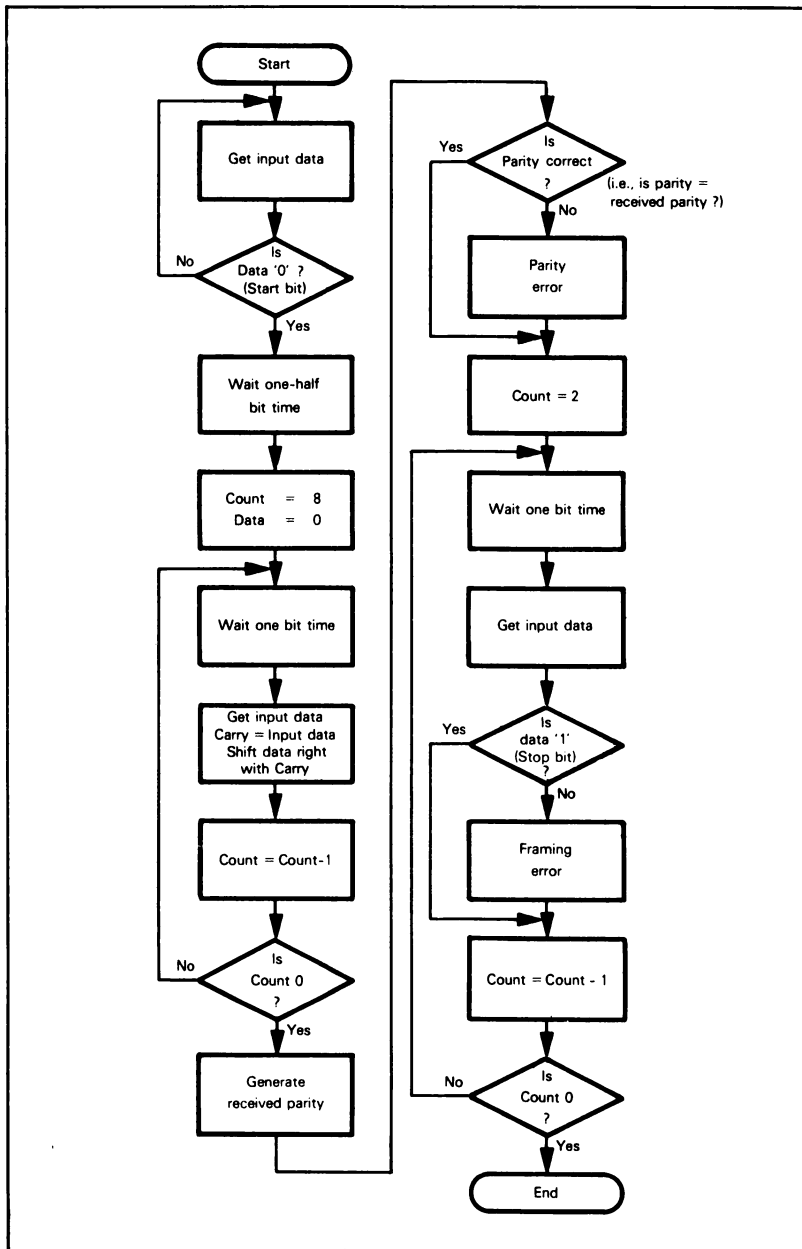 Start
Get input data
Is
Data '0' ?
(Start bit)
No
Yes
Wait one-half
bit time
Count = 8
Data = 0
Wait one bit time
Get input data
Carry = Input data
Shift data right
with Carry
Count = Count-1
Is
Count 0
?
No
Yes
Generate
received parity
Is
Parity correct
?
Yes
(i.e., is parity =
received parity ?)
No
Parity
error
Count = 2
Wait one bit time
Get input data
Is
data '1'
(Stop bit)
?
Yes
No
Framing
error
Count = Count - 1
Is
Count 0
?
No
Yes
End